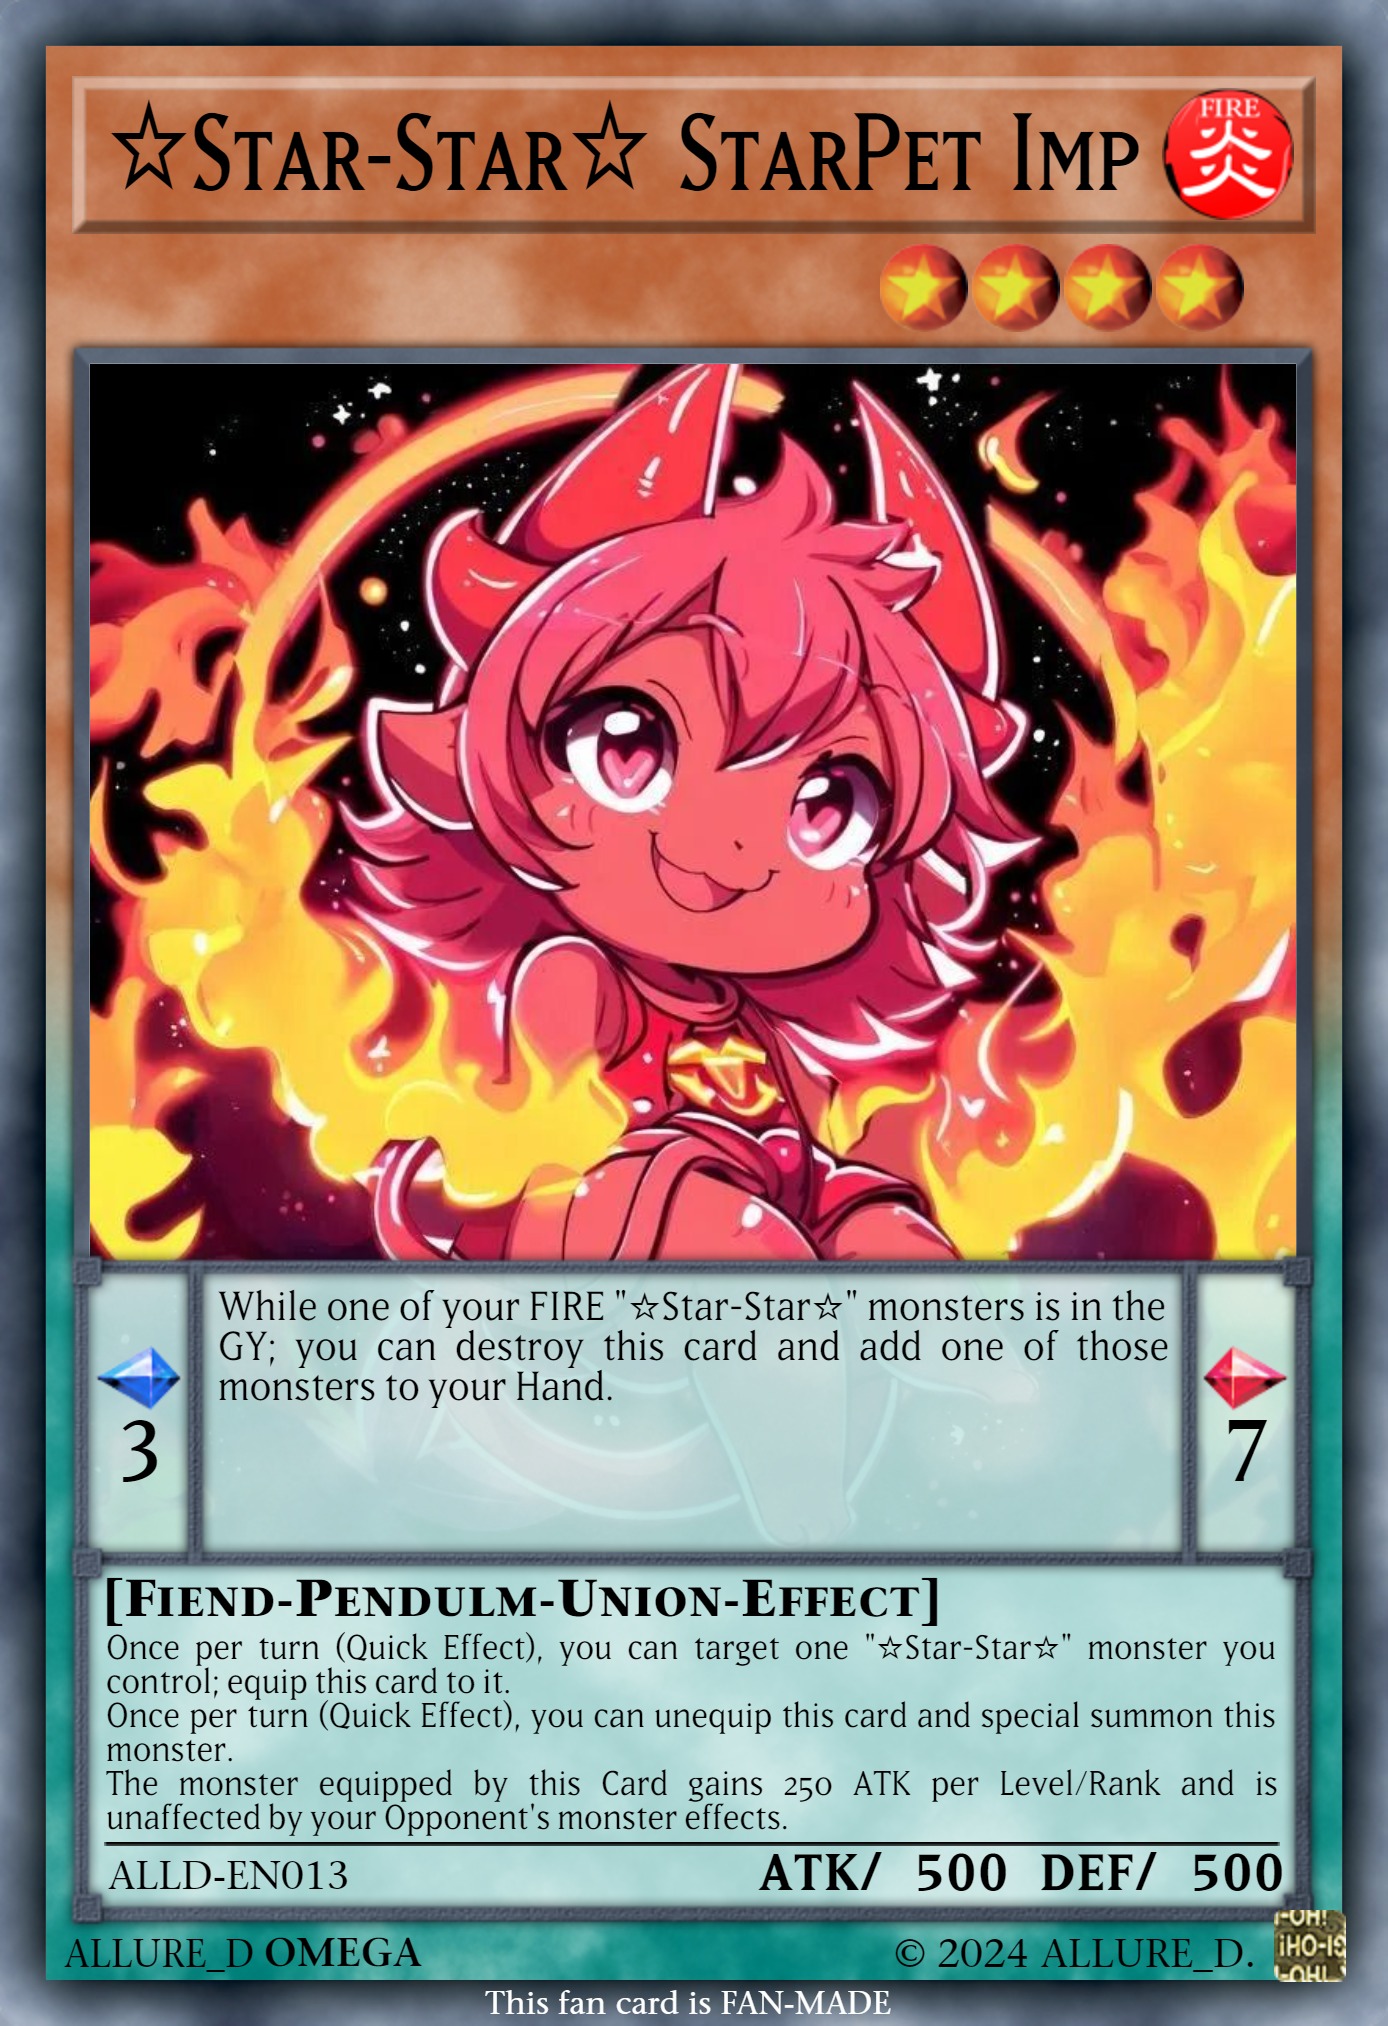 ☆Star-Star☆ StarPet Imp
FIRE
炎
While one of your FIRE "☆Star-Star☆" monsters is in the
GY; you can destroy this card and add one of those
monsters to your Hand.
3
7
[Fiend-Pendulm-Union-Effect]
Once per turn (Quick Effect), you can target one "☆Star-Star☆" monster you
control; equip this card to it.
Once per turn (Quick Effect), you can unequip this card and special summon this
monster.
The monster equipped by this Card gains 250 ATK per Level/Rank and is
unaffected by your Opponent's monster effects.
ALLD-EN013
ATK/ 500 DEF/ 500
ALLURE_D OMEGA
© 2024 ALLURE_D.
This fan card is FAN-MADE